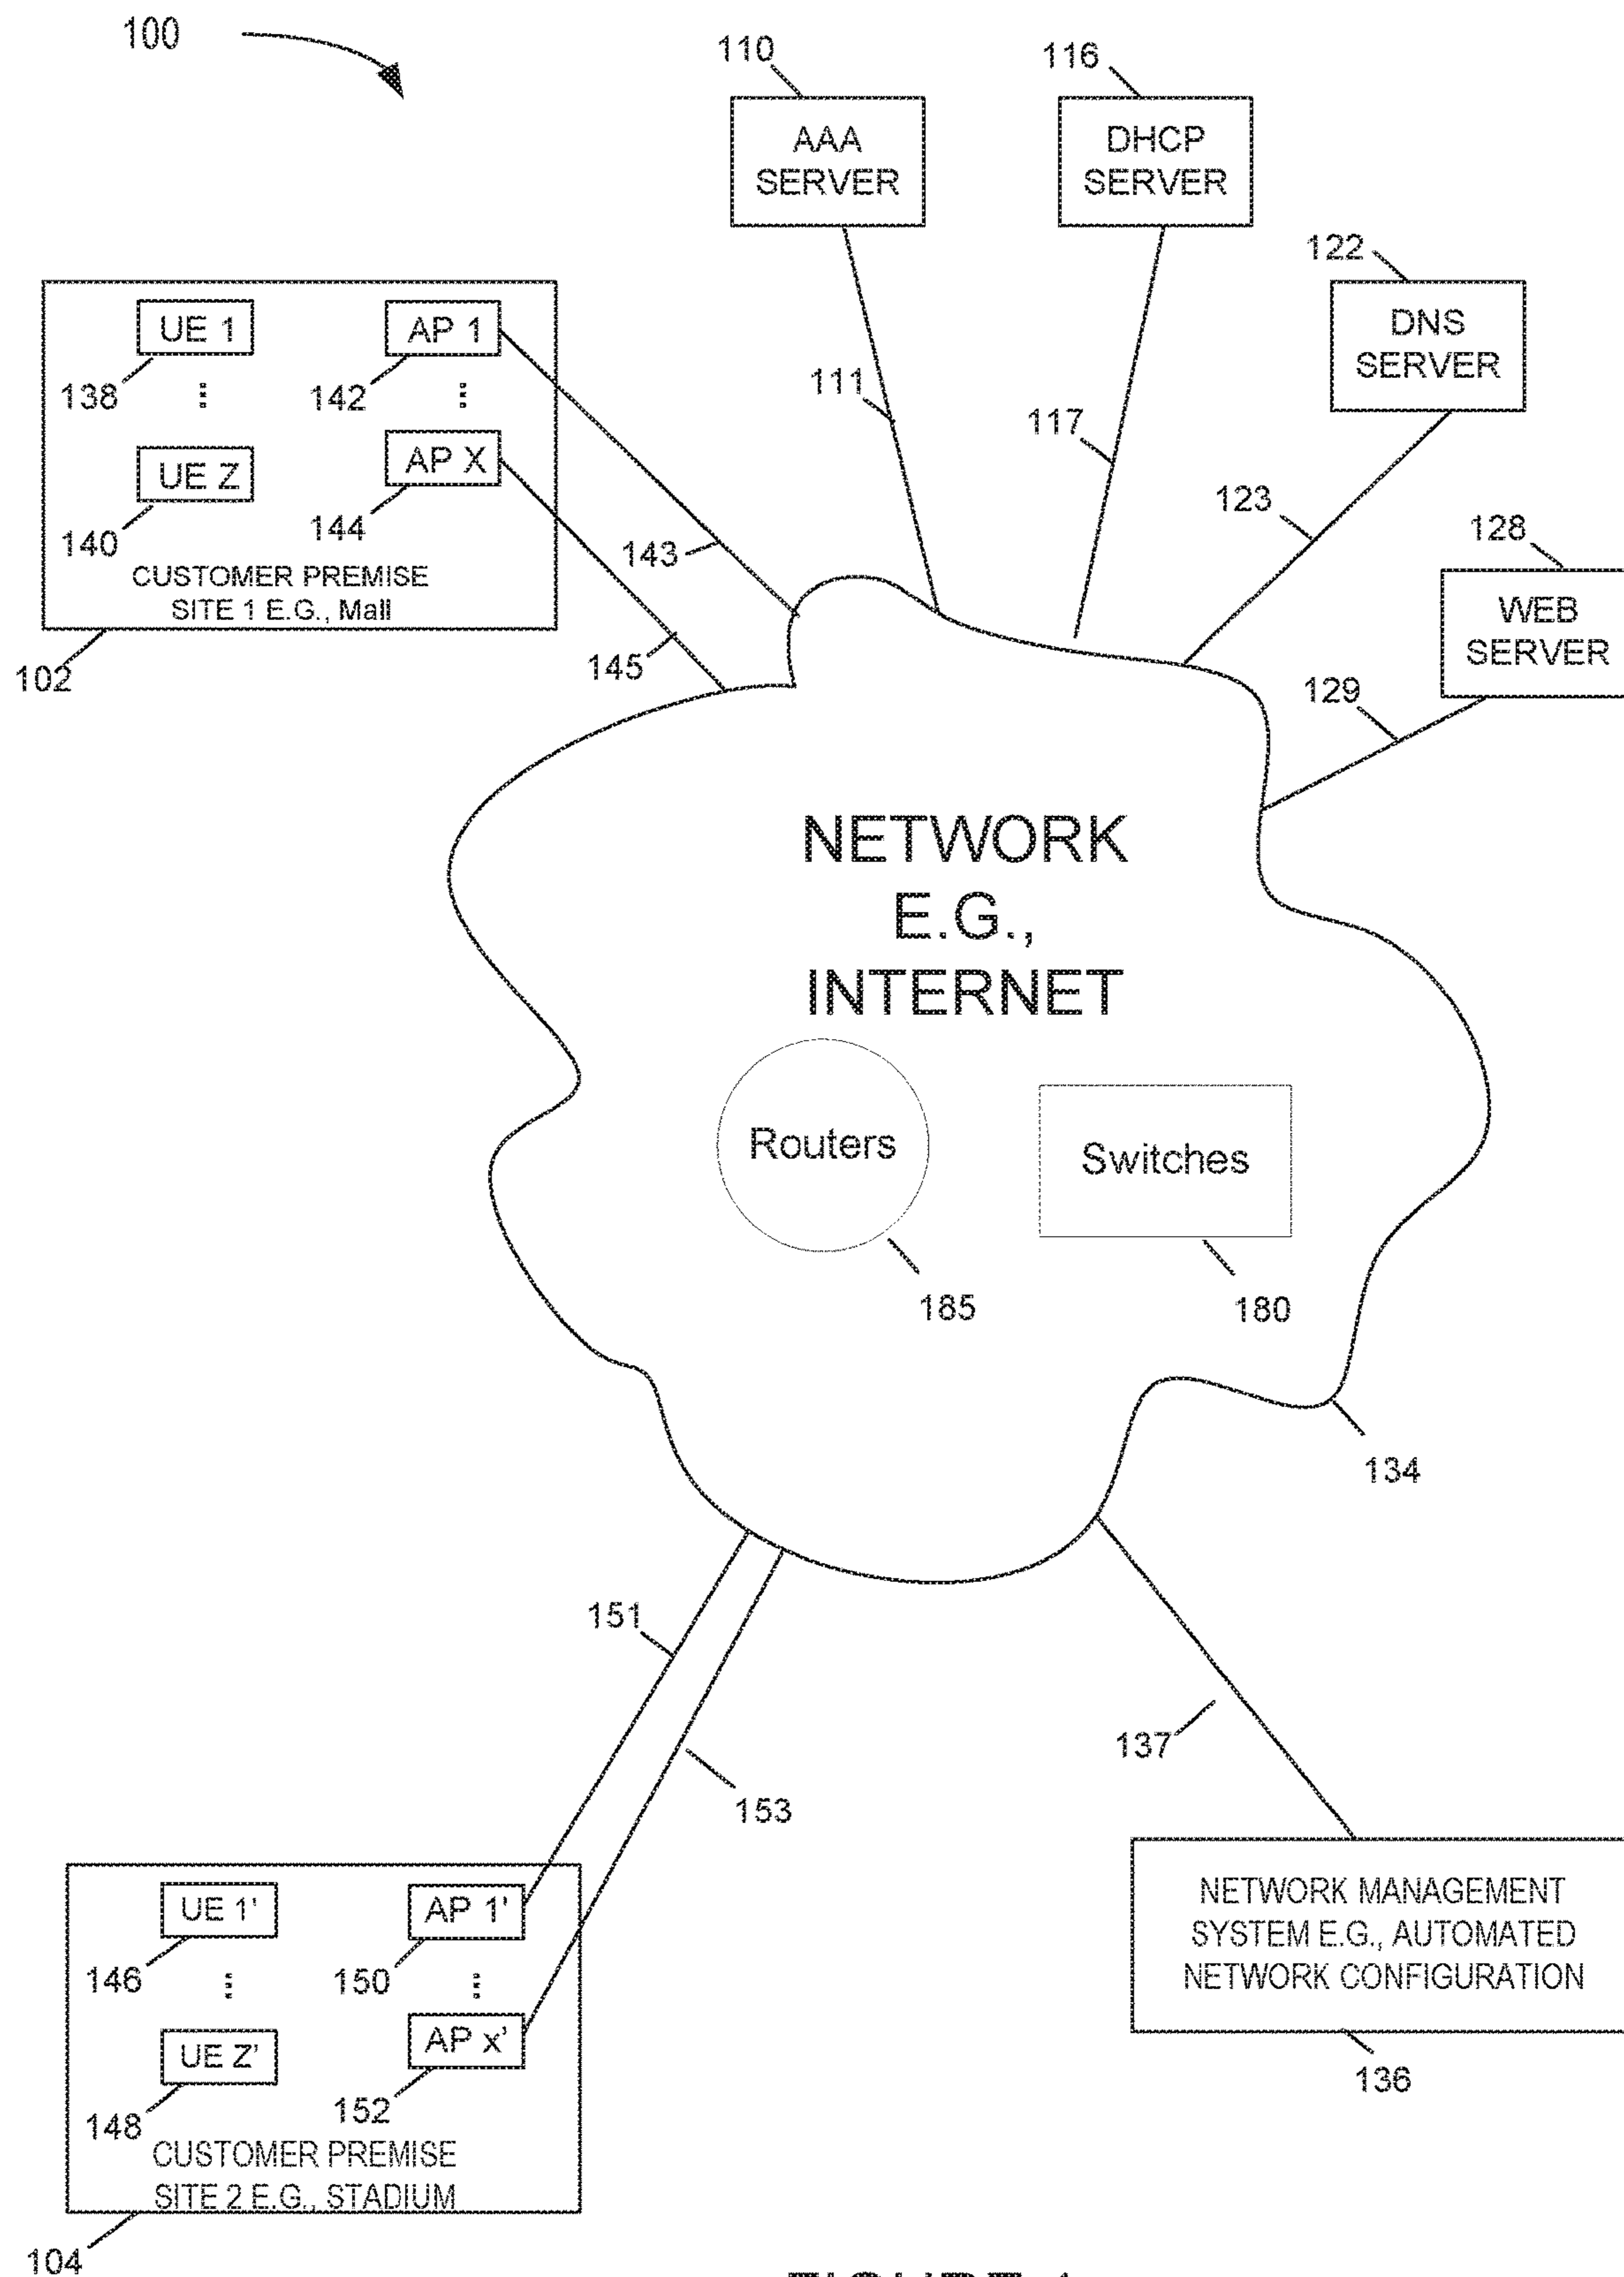 100
110
116
AAA
SERVER
DHCP
SERVER
122
DNS
SERVER
UE 1
AP 1
138
142
⋮
⋮
UE Z
AP X
140
144
CUSTOMER PREMISE
SITE 1 E.G., Mall
102
111
117
123
128
WEB
SERVER
129
143
145
NETWORK
E.G.,
INTERNET
Routers
Switches
185
180
134
151
153
137
UE 1'
AP 1'
146
150
⋮
⋮
UE Z'
AP x'
148
152
CUSTOMER PREMISE
SITE 2 E.G., STADIUM
104
NETWORK MANAGEMENT
SYSTEM E.G., AUTOMATED
NETWORK CONFIGURATION
136